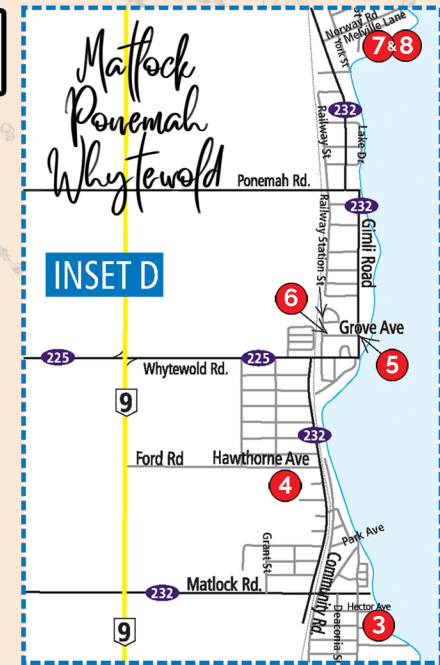 Norway Rd
Melville Lane
7 & 8
York St
St
Matlock
Ponemah
Whytewold
232
Railway St
Lake Dr
Ponemah Rd.
232
Railway Station St
Gimli Road
INSET D
6
Grove Ave
5
225
225
Whytewold Rd.
9
232
Ford Rd
Hawthorne Ave
4
Park Ave
Grant St
Community Rd
Matlock Rd.
232
Hector Ave
3
Deaconia St
9